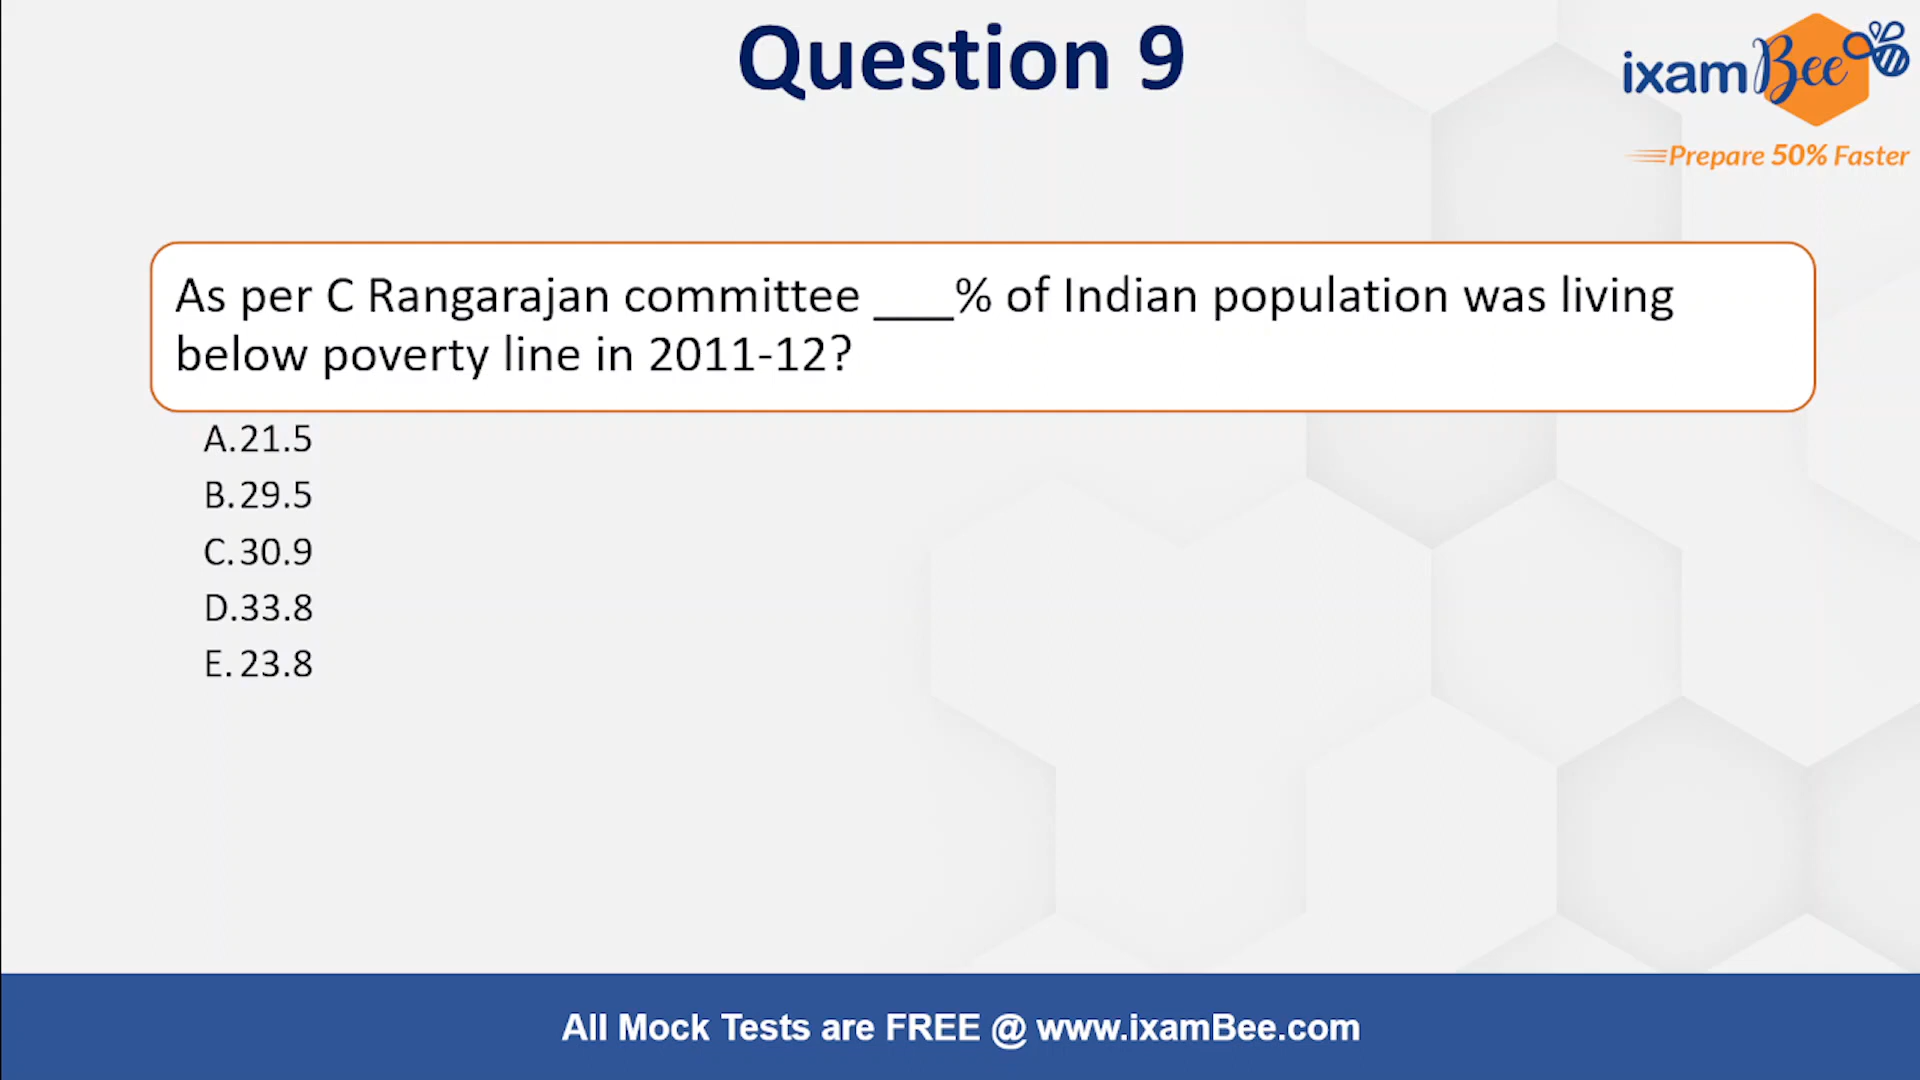 Question 9
ixamBee
Prepare 50% Faster
As per C Rangarajan committee ___% of Indian population was living
below poverty line in 2011-12?
A.21.5
B.29.5
C.30.9
D.33.8
E.23.8
All Mock Tests are FREE @ www.ixamBee.com